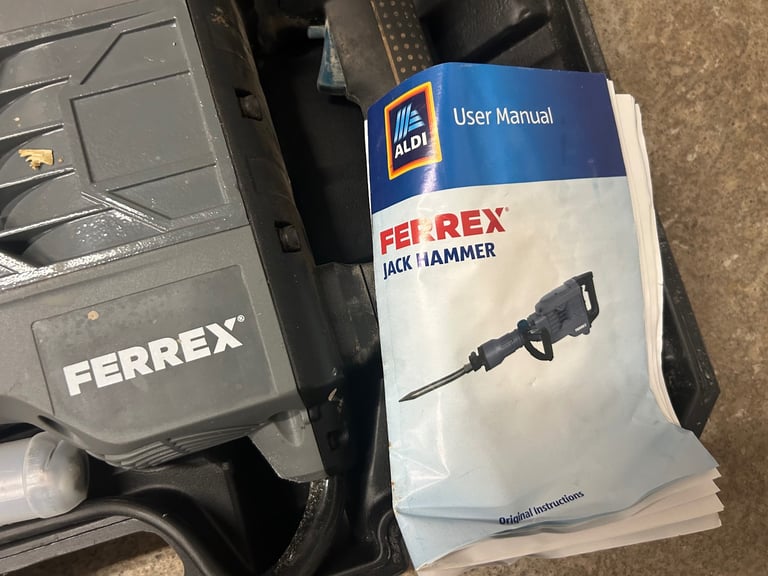 ALDI
User Manual
FERREX®
JACK HAMMER
FERREX®
Original Instructions